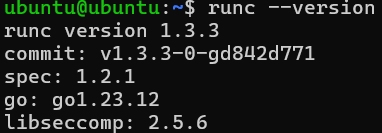 ubuntu@ubuntu:~$ runc --version
runc version 1.3.3
commit: v1.3.3-0-gd842d771
spec: 1.2.1
go: go1.23.12
libseccomp: 2.5.6